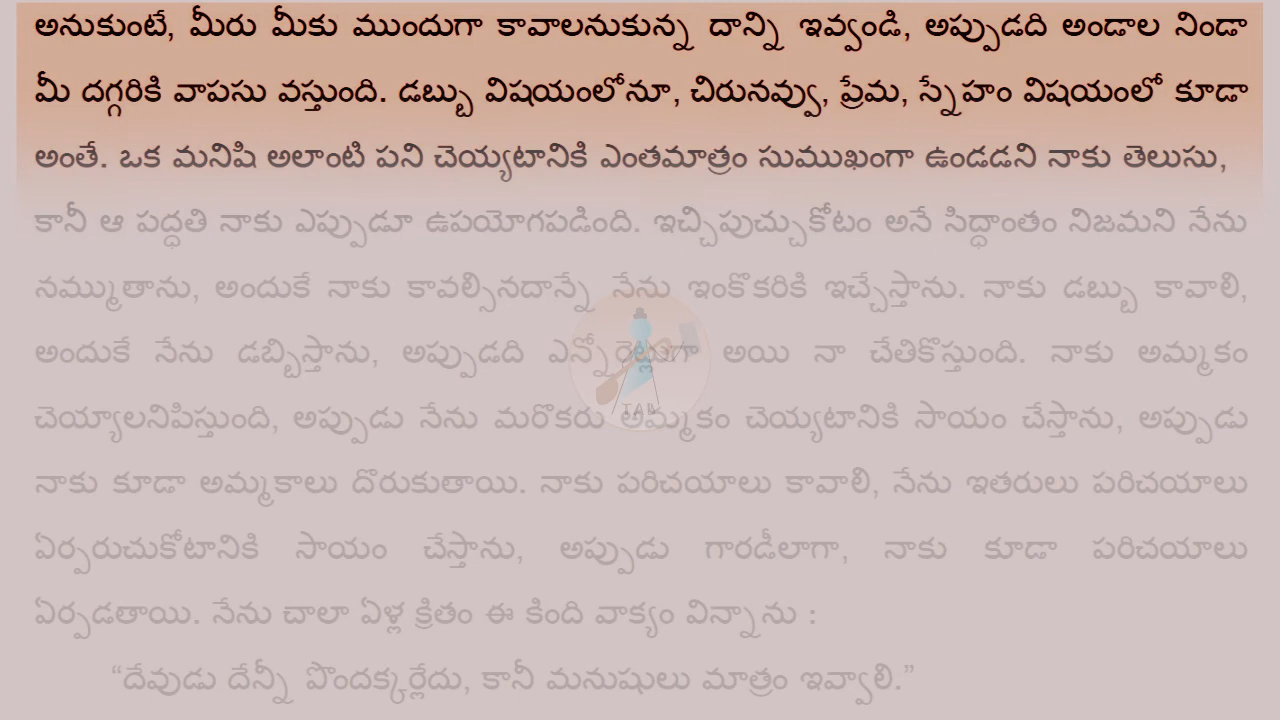 అనుకుంటే, మీరు మీకు ముందుగా కావాలనుకున్న దాన్ని ఇవ్వండి, అప్పుడది అండాల నిండా
మీ దగ్గరికి వాపసు వస్తుంది. డబ్బు విషయంలోనూ, చిరునవ్వు, ప్రేమ, స్నేహం విషయంలో కూడా
అంతే. ఒక మనిషి అలాంటి పని చెయ్యటానికి ఎంతమాత్రం సుముఖంగా ఉండడని నాకు తెలుసు,
కానీ ఆ పద్ధతి నాకు ఎప్పుడూ ఉపయోగపడింది. ఇచ్చిపుచ్చుకోటం అనే సిద్ధాంతం నిజమని నేను
నమ్ముతాను, అందుకే నాకు కావల్సినదాన్నే నేను ఇంకొకరికి ఇచ్చేస్తాను. నాకు డబ్బు కావాలి,
అందుకే నేను డబ్బిస్తాను, అప్పుడది ఎన్నోరెట్లుగా అయి నా చేతికొస్తుంది. నాకు అమ్మకం
చెయ్యాలనిపిస్తుంది, అప్పుడు నేను మరొకరు అమ్మకం చెయ్యటానికి సాయం చేస్తాను, అప్పుడు
నాకు కూడా అమ్మకాలు దొరుకుతాయి. నాకు పరిచయాలు కావాలి, నేను ఇతరులు పరిచయాలు
ఏర్పరుచుకోటానికి సాయం చేస్తాను, అప్పుడు గారడీలాగా, నాకు కూడా పరిచయాలు
ఏర్పడతాయి. నేను చాలా ఏళ్ల క్రితం ఈ కింది వాక్యం విన్నాను :
“దేవుడు దేన్నీ పొందక్కర్లేదు, కానీ మనుషులు మాత్రం ఇవ్వాలి.”